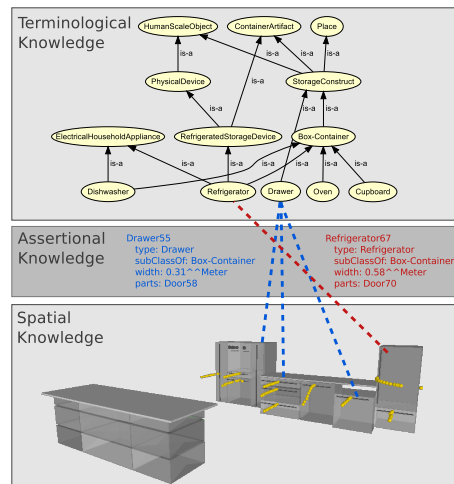 Terminological
Knowledge
HumanScaleObject
ContainerArtifact
Place
is-a
is-a
is-a
is-a
is-a
PhysicalDevice
StorageConstruct
is-a
is-a
is-a
is-a
ElectricalHouseholdAppliance
RefrigeratedStorageDevice
Box-Container
is-a
is-a
is-a
is-a
is-a
is-a
is-a
Dishwasher
Refrigerator
Drawer
Oven
Cupboard
Assertional
Knowledge
Drawer55
type: Drawer
subClassOf: Box-Container
width: 0.31^^Meter
parts: Door58
Refrigerator67
type: Refrigerator
subClassOf: Box-Container
width: 0.58^^Meter
parts: Door70
Spatial
Knowledge